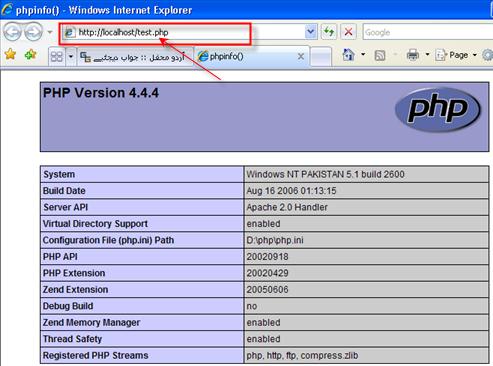 phpinfo() - Windows Internet Explorer
http://localhost/test.php
Google
اُردو محفل :: جواب دیجئیے
phpinfo()
Page
PHP Version 4.4.4
php
System Windows NT PAKISTAN 5.1 build 2600
Build Date Aug 16 2006 01:13:15
Server API Apache 2.0 Handler
Virtual Directory Support enabled
Configuration File (php.ini) Path D:\php\php.ini
PHP API 20020918
PHP Extension 20020429
Zend Extension 20050606
Debug Build no
Zend Memory Manager enabled
Thread Safety enabled
Registered PHP Streams php, http, ftp, compress.zlib